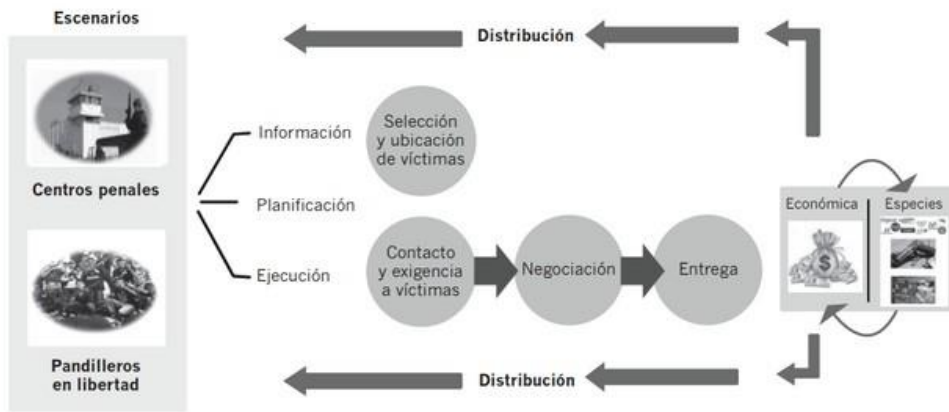 Escenarios
Centros penales
Pandilleros
en libertad
Información
Planificación
Ejecución
Selección
y ubicación
de víctimas
Contacto
y exigencia
a víctimas
Negociación
Entrega
Distribución
Económica
Especies
$
Distribución